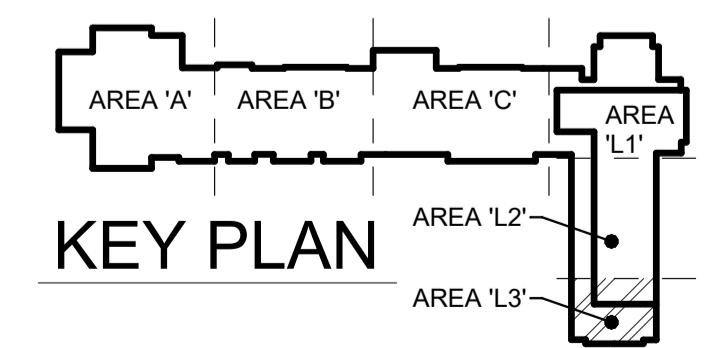 AREA 'A'
AREA 'B'
AREA 'C'
AREA
'L1'
KEY PLAN
AREA 'L2'
AREA 'L3'